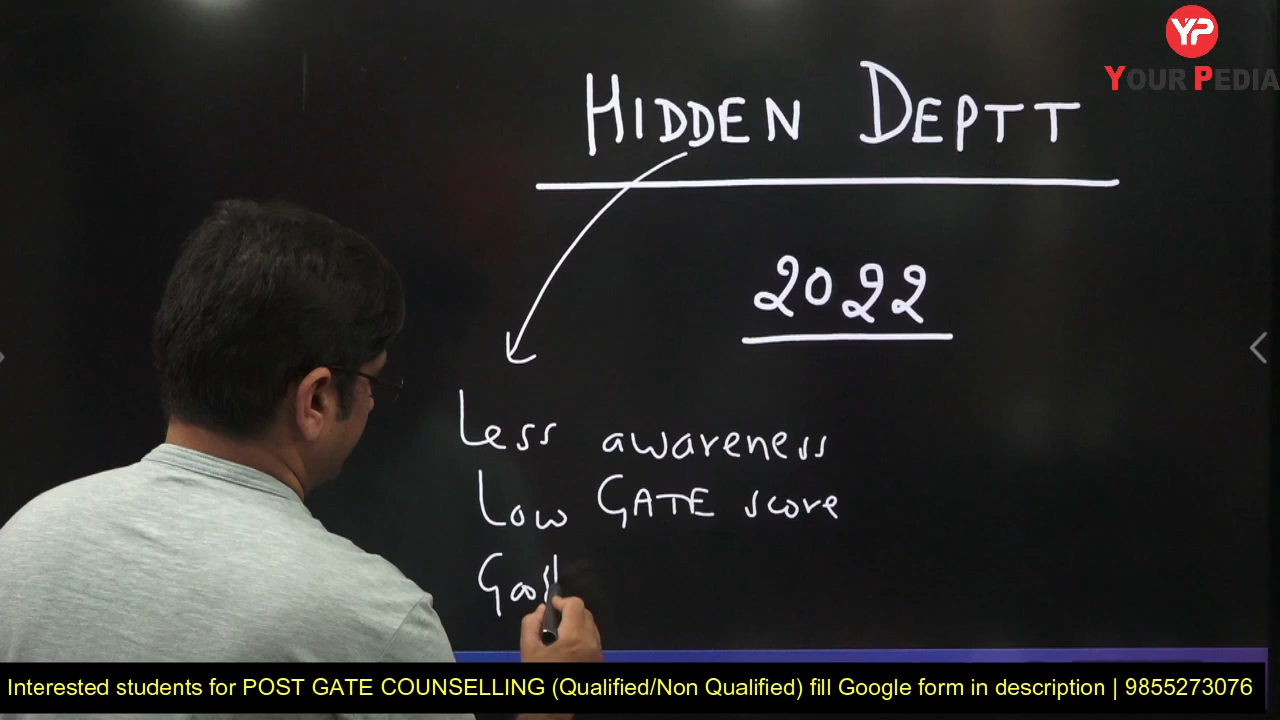 YP
YOUR PEDIA
HIDDEN DEPTT
2022
Less awareness
Low GATE score
Interested students for POST GATE COUNSELLING (Qualified/Non Qualified) fill Google form in description | 9855273076